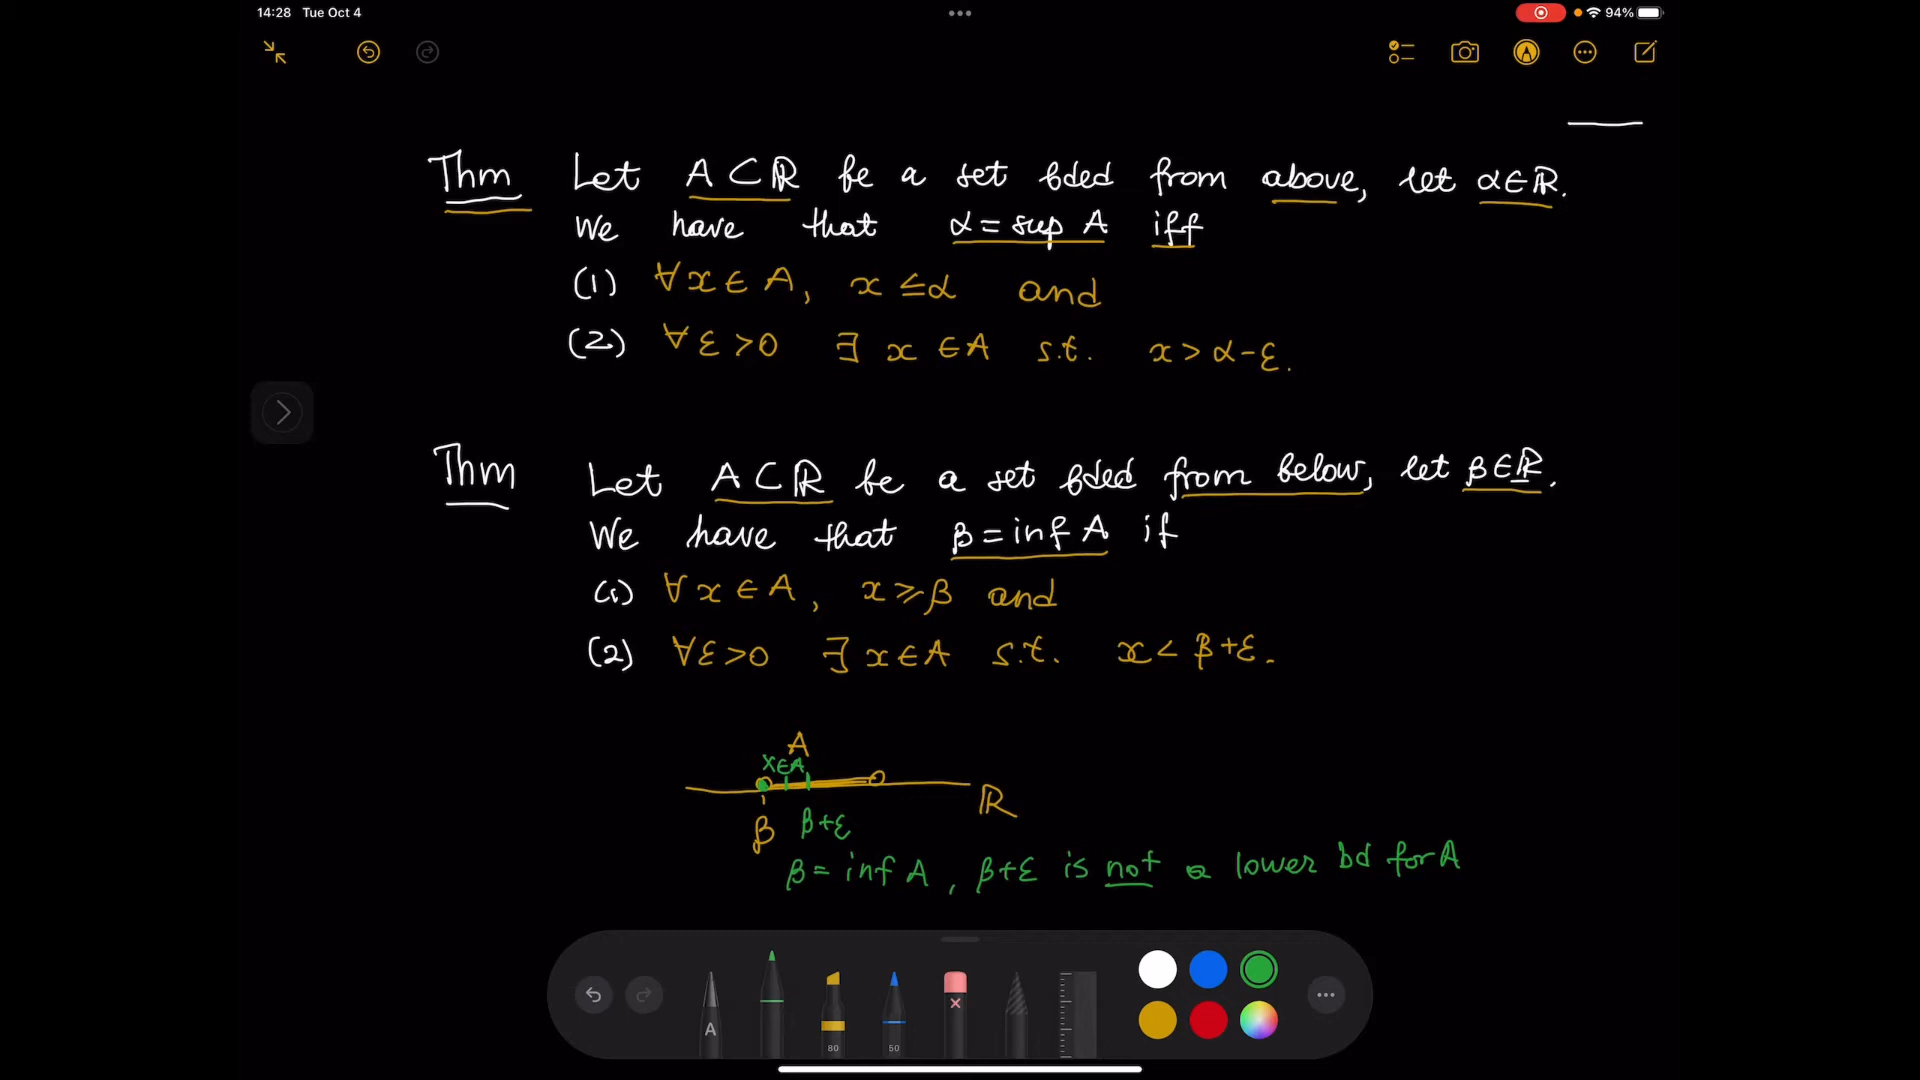 14:28 Tue Oct 4
94%
Thm Let A ⊂ ℝ be a set bded from above, let α ∈ ℝ.
We have that α = sup A iff
(1) ∀ x ∈ A, x ≤ α and
(2) ∀ ε > 0 ∃ x ∈ A s.t. x > α - ε.
Thm Let A ⊂ ℝ be a set bded from below, let β ∈ ℝ.
We have that β = inf A if
(1) ∀ x ∈ A, x ≥ β and
(2) ∀ ε > 0 ∃ x ∈ A s.t. x < β + ε.
A
x ∈ A
ℝ
β β+ε
β = inf A, β+ε is not a lower bd for A
A 80 50